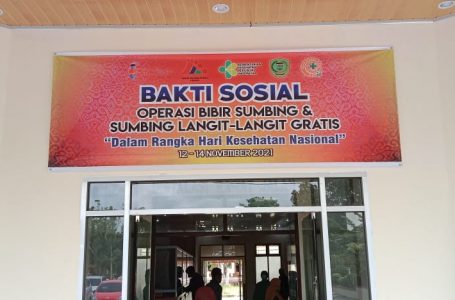 BAKTI SOSIAL
OPERASI BIBIR SUMBING &
SUMBING LANGIT-LANGIT GRATIS
"Dalam Rangka Hari Kesehatan Nasional"
12 - 14 NOVEMBER 2021